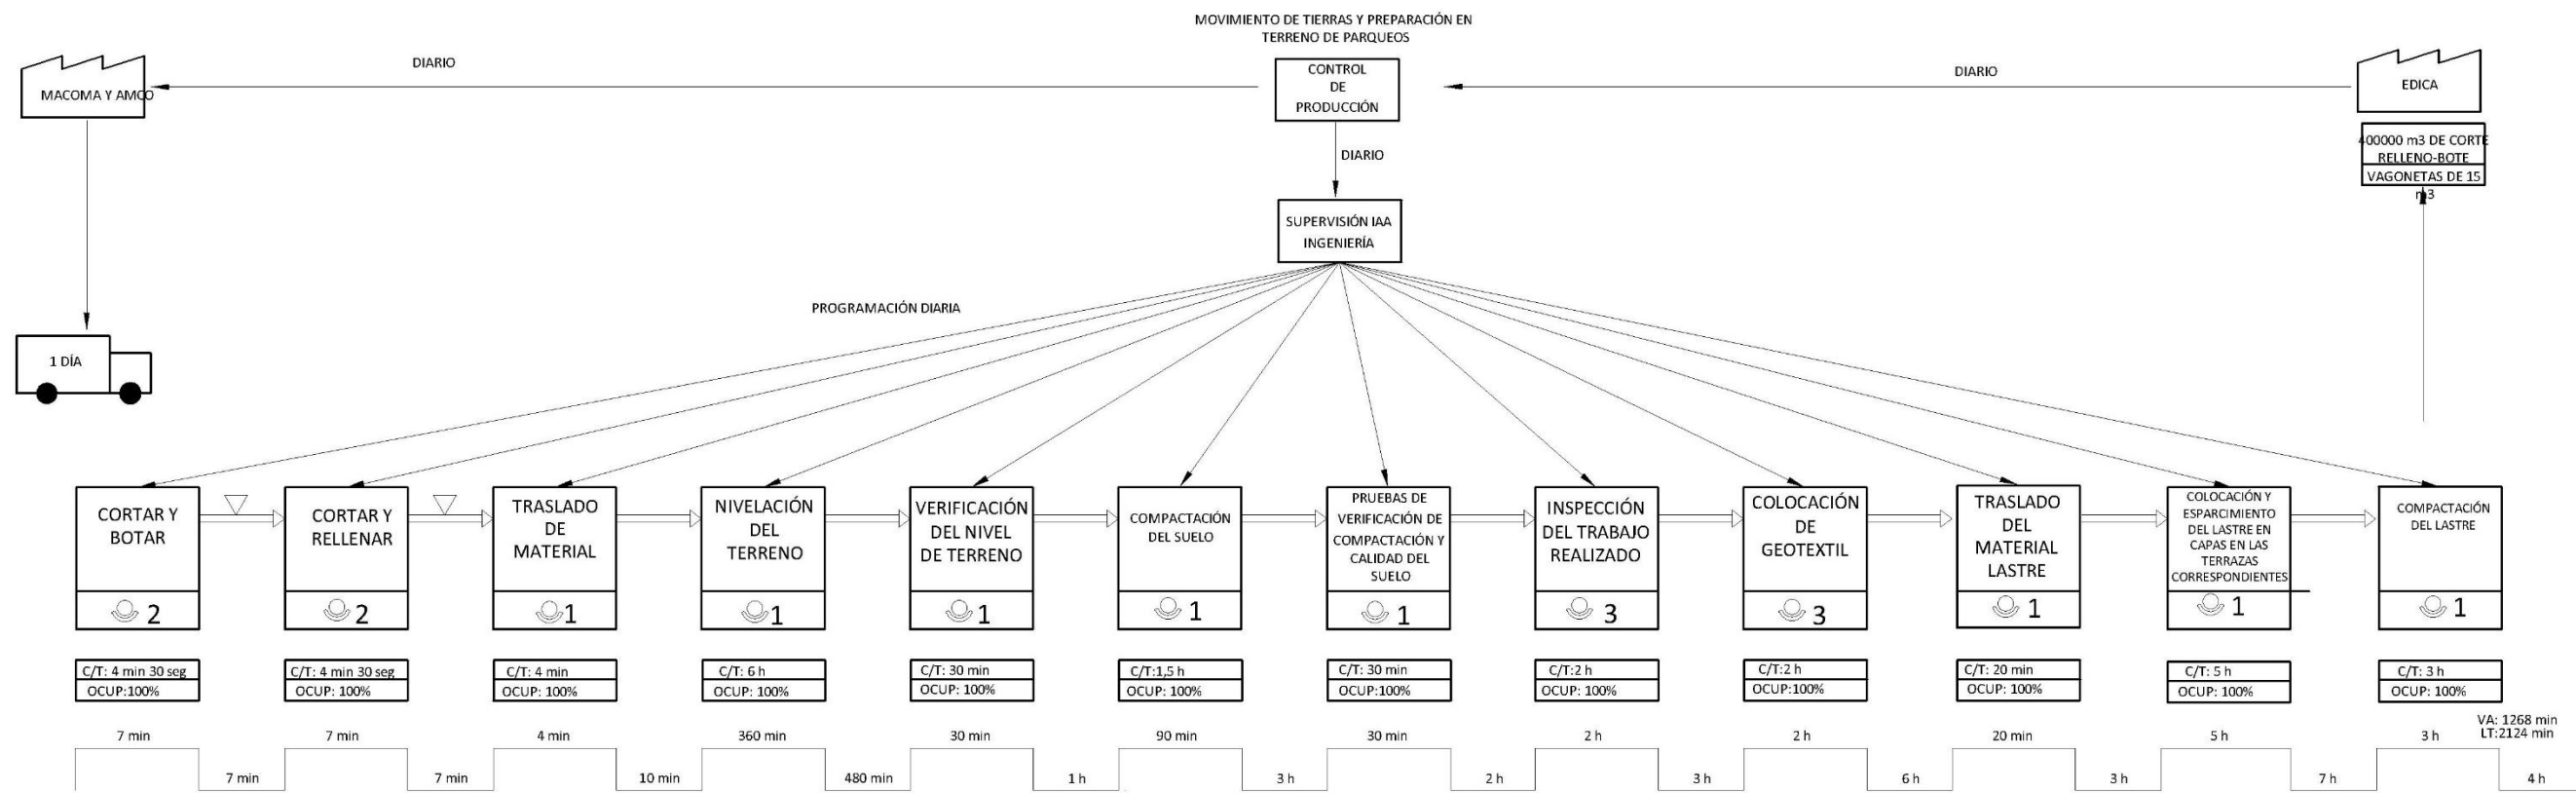 MOVIMIENTO DE TIERRAS Y PREPARACIÓN EN
TERRENO DE PARQUEOS
MACOMA Y AMCO
DIARIO
CONTROL
DE
PRODUCCIÓN
DIARIO
EDICA
400000 m3 DE CORTE
RELLENO-BOTE
VAGONETAS DE 15
m3
DIARIO
SUPERVISIÓN IAA
INGENIERÍA
PROGRAMACIÓN DIARIA
1 DÍA
CORTAR Y
BOTAR
2
CORTAR Y
RELLENAR
2
TRASLADO
DE
MATERIAL
1
NIVELACIÓN
DEL
TERRENO
1
VERIFICACIÓN
DEL NIVEL
DE TERRENO
1
COMPACTACIÓN
DEL SUELO
1
PRUEBAS DE
VERIFICACIÓN DE
COMPACTACIÓN Y
CALIDAD DEL
SUELO
1
INSPECCIÓN
DEL TRABAJO
REALIZADO
3
COLOCACIÓN
DE
GEOTEXTIL
3
TRASLADO
DEL
MATERIAL
LASTRE
1
COLOCACIÓN Y
ESPARCIMIENTO
DEL LASTRE EN
CAPAS EN LAS
TERRAZAS
CORRESPONDIENTES
1
COMPACTACIÓN
DEL LASTRE
1
C/T: 4 min 30 seg
OCUP:100%
C/T: 4 min 30 seg
OCUP: 100%
C/T: 4 min
OCUP: 100%
C/T: 6 h
OCUP: 100%
C/T: 30 min
OCUP: 100%
C/T:1,5 h
OCUP: 100%
C/T: 30 min
OCUP:100%
C/T:2 h
OCUP: 100%
C/T:2 h
OCUP:100%
C/T: 20 min
OCUP: 100%
C/T: 5 h
OCUP: 100%
C/T: 3 h
OCUP: 100%
7 min
7 min
4 min
360 min
30 min
90 min
30 min
2 h
2 h
20 min
5 h
3 h
VA: 1268 min
LT:2124 min
7 min
7 min
10 min
480 min
1 h
3 h
2 h
3 h
6 h
3 h
7 h
4 h